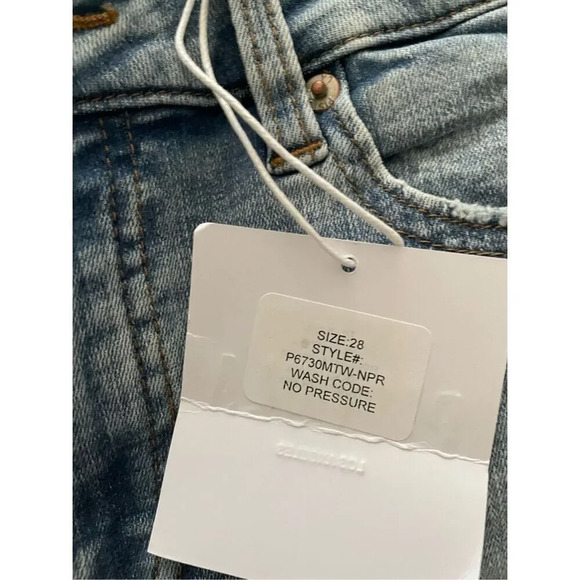 SIZE:28
STYLE#:
P6730MTW-NPR
WASH CODE:
NO PRESSURE